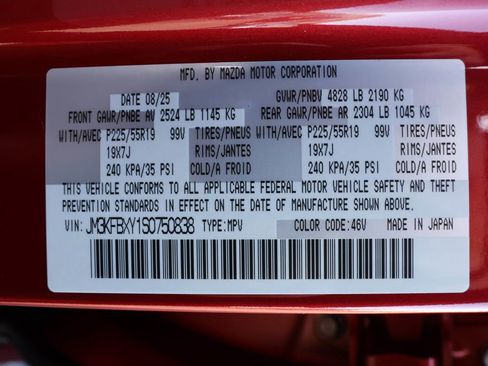 MFD. BY MAZDA MOTOR CORPORATION
DATE 08/25 GVWR/PNBV 4828 LB 2190 KG
FRONT GAWR/PNBE AV 2524 LB 1145 KG REAR GAWR/PNBE AR 2304 LB 1045 KG
WITH/AVEC P225/55R19 99V TIRES/PNEUS WITH/AVEC P225/55R19 99V TIRES/PNEUS
19X7J RIMS/JANTES 19X7J RIMS/JANTES
240 KPA/35 PSI COLD/A FROID 240 KPA/35 PSI COLD/A FROID
THIS VEHICLE CONFORMS TO ALL APPLICABLE FEDERAL MOTOR VEHICLE SAFETY AND THEFT
PREVENTION STANDARDS IN EFFECT ON THE DATE OF MANUFACTURE SHOWN ABOVE.
VIN: JM3KFBXY1S0750838 TYPE:MPV COLOR CODE:46V MADE IN JAPAN